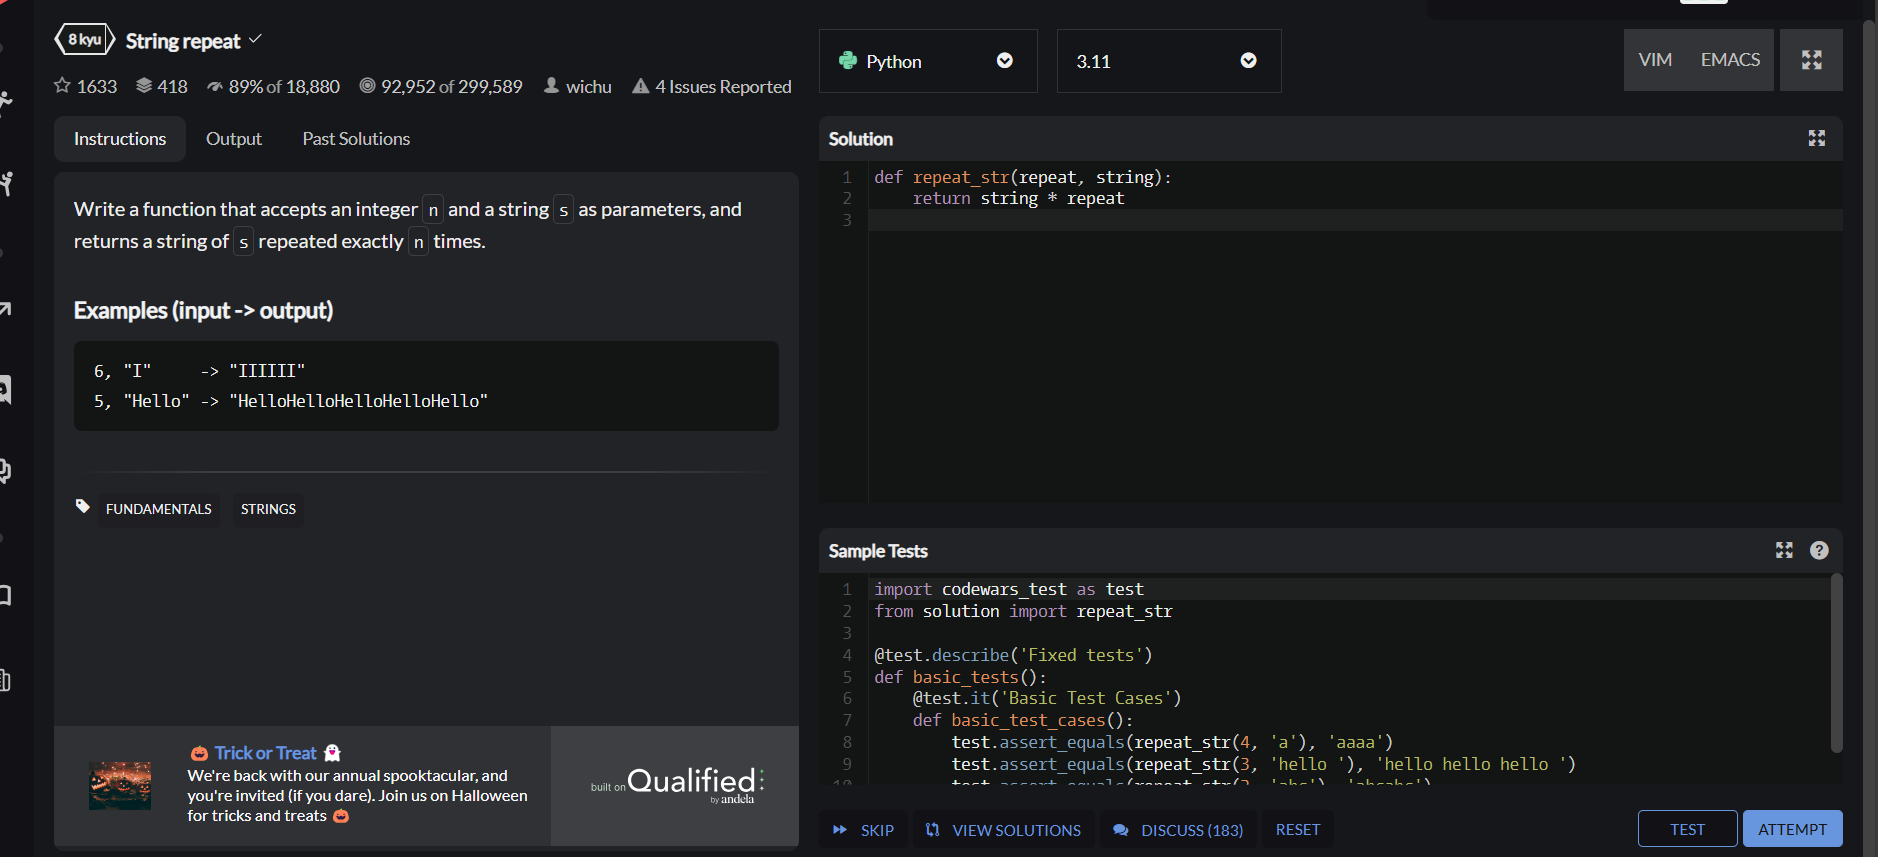 8 kyu String repeat
1633 418 89% of 18,880 92,952 of 299,589 wichu 4 Issues Reported
Instructions Output Past Solutions
Write a function that accepts an integer n and a string s as parameters, and
returns a string of s repeated exactly n times.
Examples (input -> output)
6, "I"     -> "IIIIII"
5, "Hello" -> "HelloHelloHelloHelloHello"
FUNDAMENTALS STRINGS
🎃 Trick or Treat 👻
We're back with our annual spooktacular, and
you're invited (if you dare). Join us on Halloween
for tricks and treats 🎃
built on Qualified
by andela
Python 3.11 VIM EMACS
Solution
1 def repeat_str(repeat, string):
2     return string * repeat
3
Sample Tests
1 import codewars_test as test
2 from solution import repeat_str
3
4 @test.describe('Fixed tests')
5 def basic_tests():
6     @test.it('Basic Test Cases')
7     def basic_test_cases():
8         test.assert_equals(repeat_str(4, 'a'), 'aaaa')
9         test.assert_equals(repeat_str(3, 'hello '), 'hello hello hello ')
10         test.assert_equals(repeat_str(2, 'abc'), 'abcabc')
SKIP VIEW SOLUTIONS DISCUSS (183) RESET TEST ATTEMPT